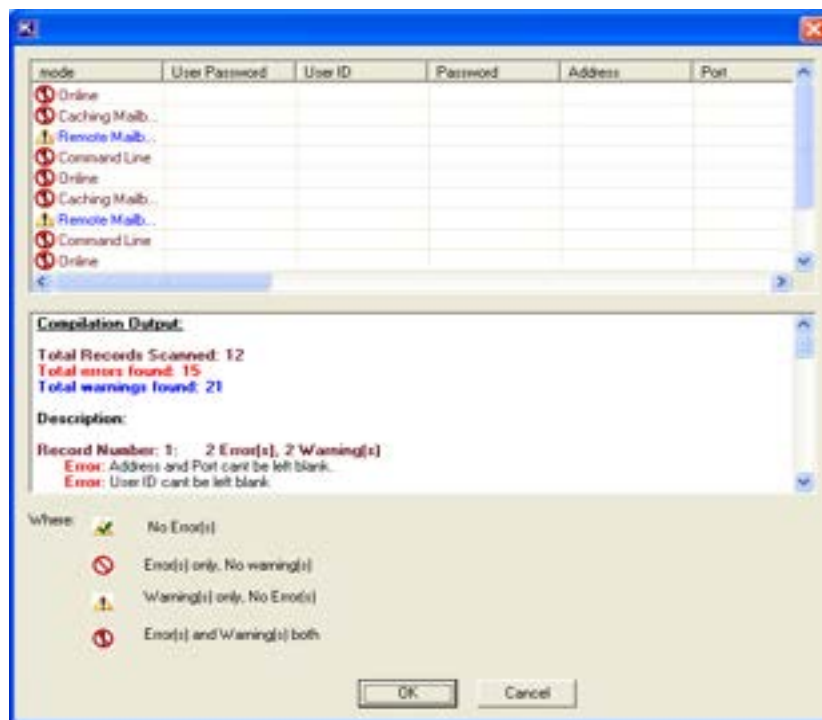 mode User Password User ID Password Address Port
Online
Caching Mailb...
Remote Mailb...
Command Line
Online
Caching Mailb...
Remote Mailb...
Command Line
Online
Compilation Output:
Total Records Scanned: 12
Total errors found: 15
Total warnings found: 21
Description:
Record Number: 1: 2 Error(s), 2 Warning(s)
Error: Address and Port cant be left blank.
Error: User ID cant be left blank
Where:
No Error(s)
Error(s) only, No warning(s)
Warning(s) only, No Error(s)
Error(s) and Warning(s) both
OK Cancel